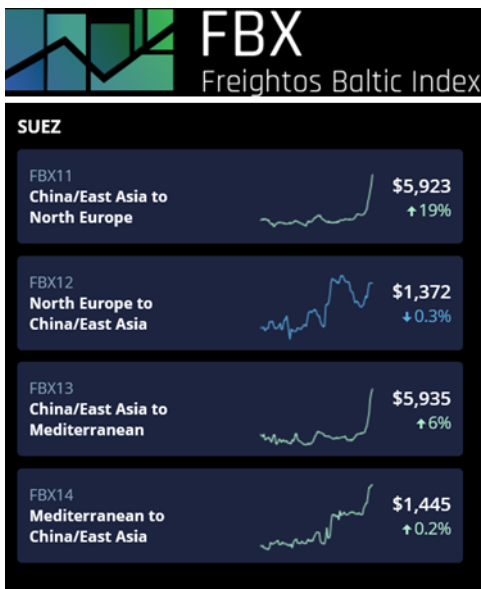 FBX
Freightos Baltic Index
SUEZ
FBX11
China/East Asia to
North Europe
$5,923
↑19%
FBX12
North Europe to
China/East Asia
$1,372
↓0.3%
FBX13
China/East Asia to
Mediterranean
$5,935
↑6%
FBX14
Mediterranean to
China/East Asia
$1,445
↑0.2%